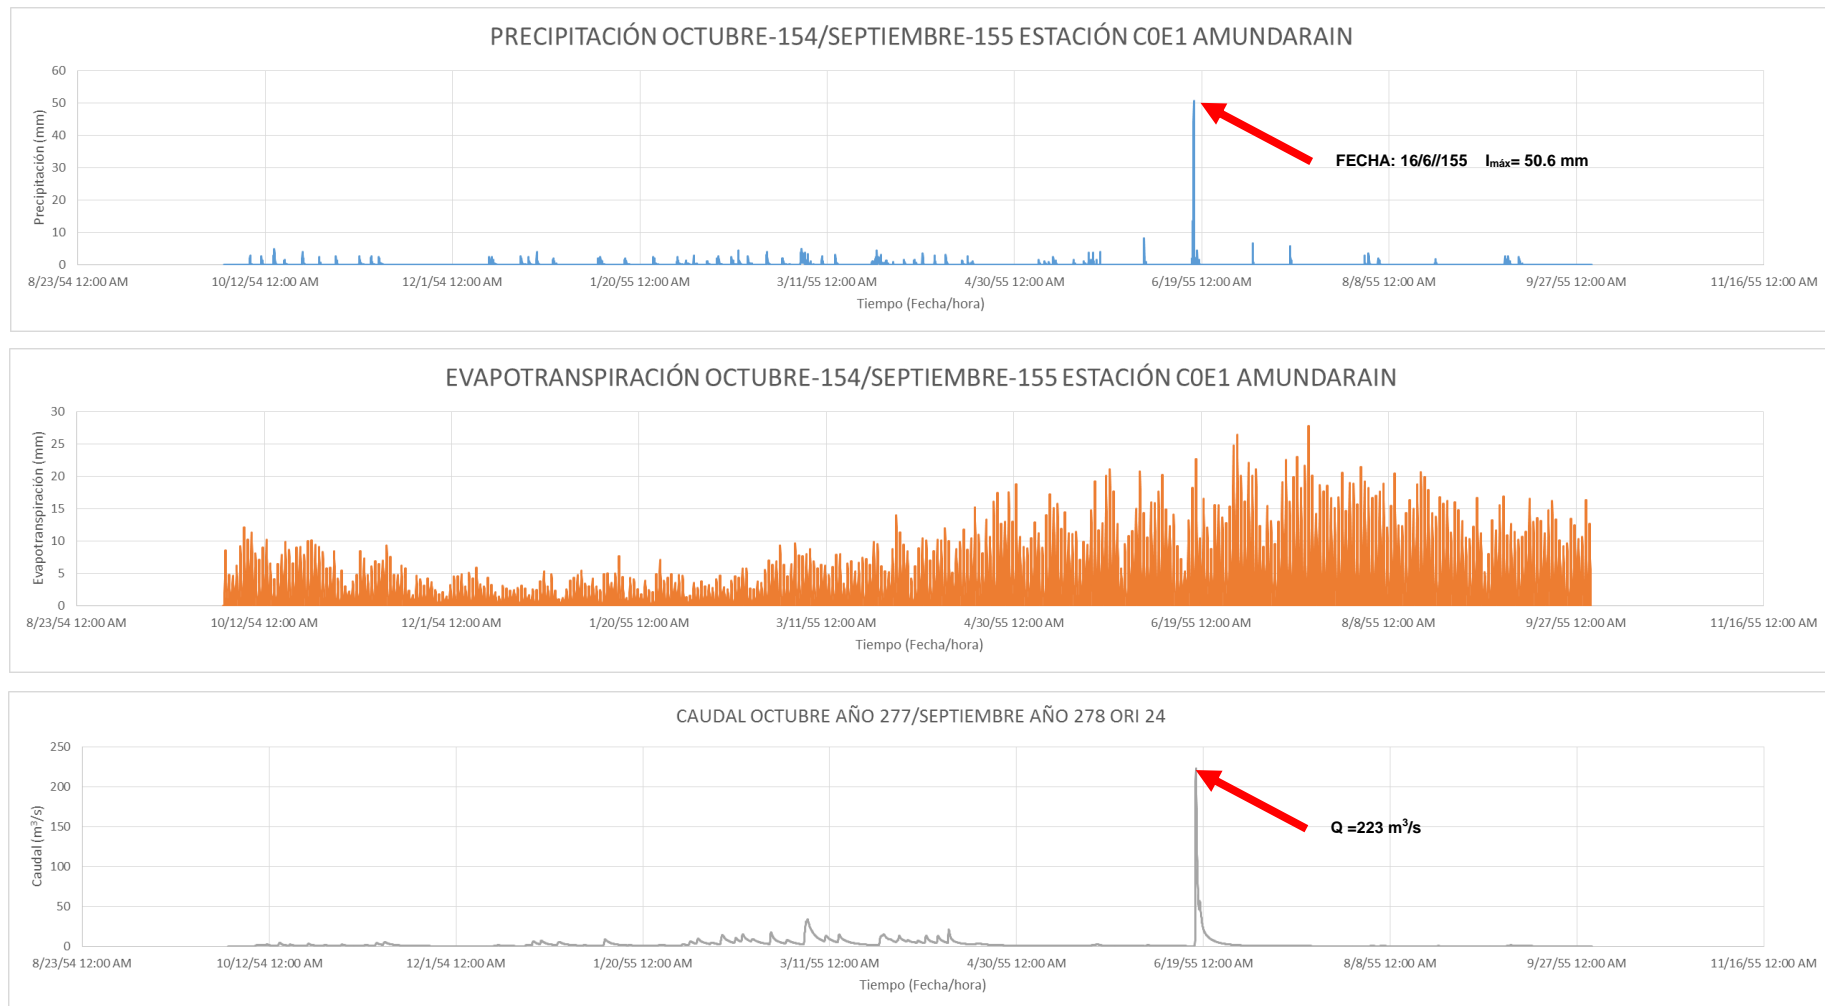 PRECIPITACIÓN OCTUBRE-154/SEPTIEMBRE-155 ESTACIÓN C0E1 AMUNDARAIN
60
50
40
30
20
10
0
Precipitación (mm)
FECHA: 16/6//155 Imáx= 50.6 mm
8/23/54 12:00 AM 10/12/54 12:00 AM 12/1/54 12:00 AM 1/20/55 12:00 AM 3/11/55 12:00 AM 4/30/55 12:00 AM 6/19/55 12:00 AM 8/8/55 12:00 AM 9/27/55 12:00 AM 11/16/55 12:00 AM
Tiempo (Fecha/hora)
EVAPOTRANSPIRACIÓN OCTUBRE-154/SEPTIEMBRE-155 ESTACIÓN C0E1 AMUNDARAIN
30
25
20
15
10
5
0
Evapotranspiración (mm)
8/23/54 12:00 AM 10/12/54 12:00 AM 12/1/54 12:00 AM 1/20/55 12:00 AM 3/11/55 12:00 AM 4/30/55 12:00 AM 6/19/55 12:00 AM 8/8/55 12:00 AM 9/27/55 12:00 AM 11/16/55 12:00 AM
Tiempo (Fecha/hora)
CAUDAL OCTUBRE AÑO 277/SEPTIEMBRE AÑO 278 ORI 24
250
200
150
100
50
0
Caudal (m³/s)
Q =223 m³/s
8/23/54 12:00 AM 10/12/54 12:00 AM 12/1/54 12:00 AM 1/20/55 12:00 AM 3/11/55 12:00 AM 4/30/55 12:00 AM 6/19/55 12:00 AM 8/8/55 12:00 AM 9/27/55 12:00 AM 11/16/55 12:00 AM
Tiempo (Fecha/hora)